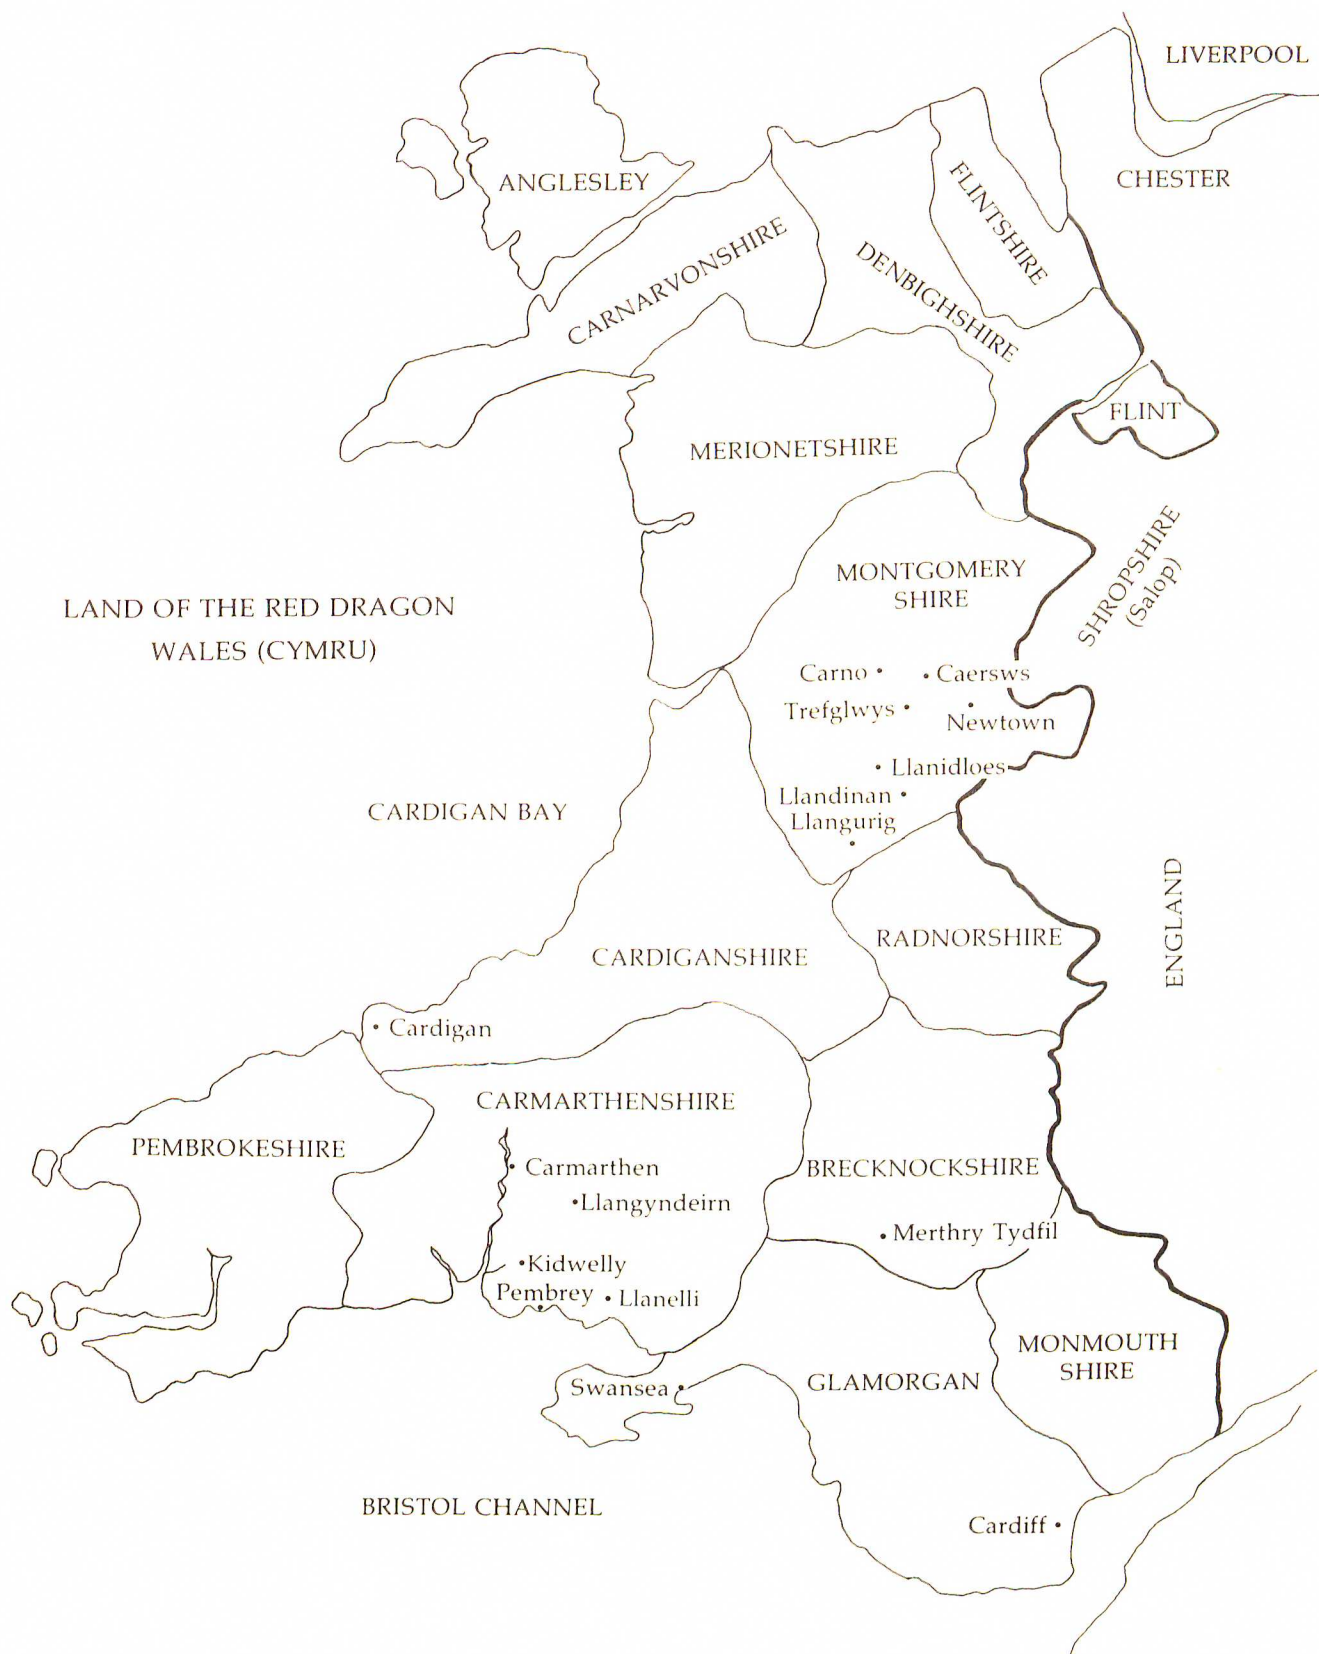 LIVERPOOL
CHESTER
ANGLESLEY
FLINTSHIRE
CARNARVONSHIRE
DENBIGHSHIRE
FLINT
MERIONETSHIRE
SHROPSHIRE
(Salop)
MONTGOMERY
SHIRE
LAND OF THE RED DRAGON
WALES (CYMRU)
Carno
Caersws
Trefglwys
Newtown
Llanidloes
Llandinan
Llangurig
CARDIGAN BAY
ENGLAND
RADNORSHIRE
CARDIGANSHIRE
Cardigan
CARMARTHENSHIRE
PEMBROKESHIRE
Carmarthen
BRECKNOCKSHIRE
Llangyndeirn
Merthry Tydfil
Kidwelly
Pembrey
Llanelli
MONMOUTH
SHIRE
GLAMORGAN
Swansea
BRISTOL CHANNEL
Cardiff